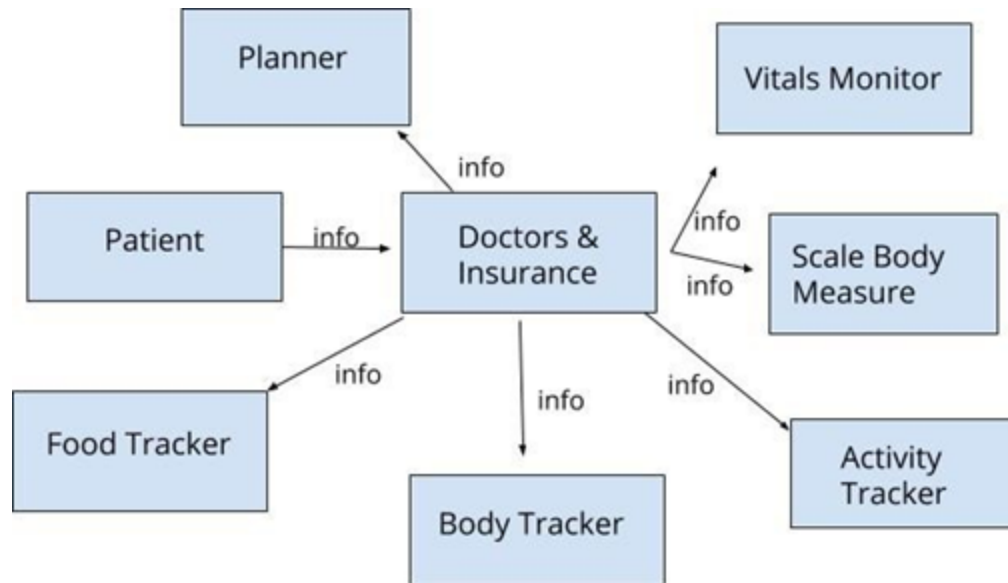 Planner
Vitals Monitor
info
Patient
info
Doctors &
Insurance
info
info
Scale Body
Measure
info
info
info
Food Tracker
Body Tracker
Activity
Tracker